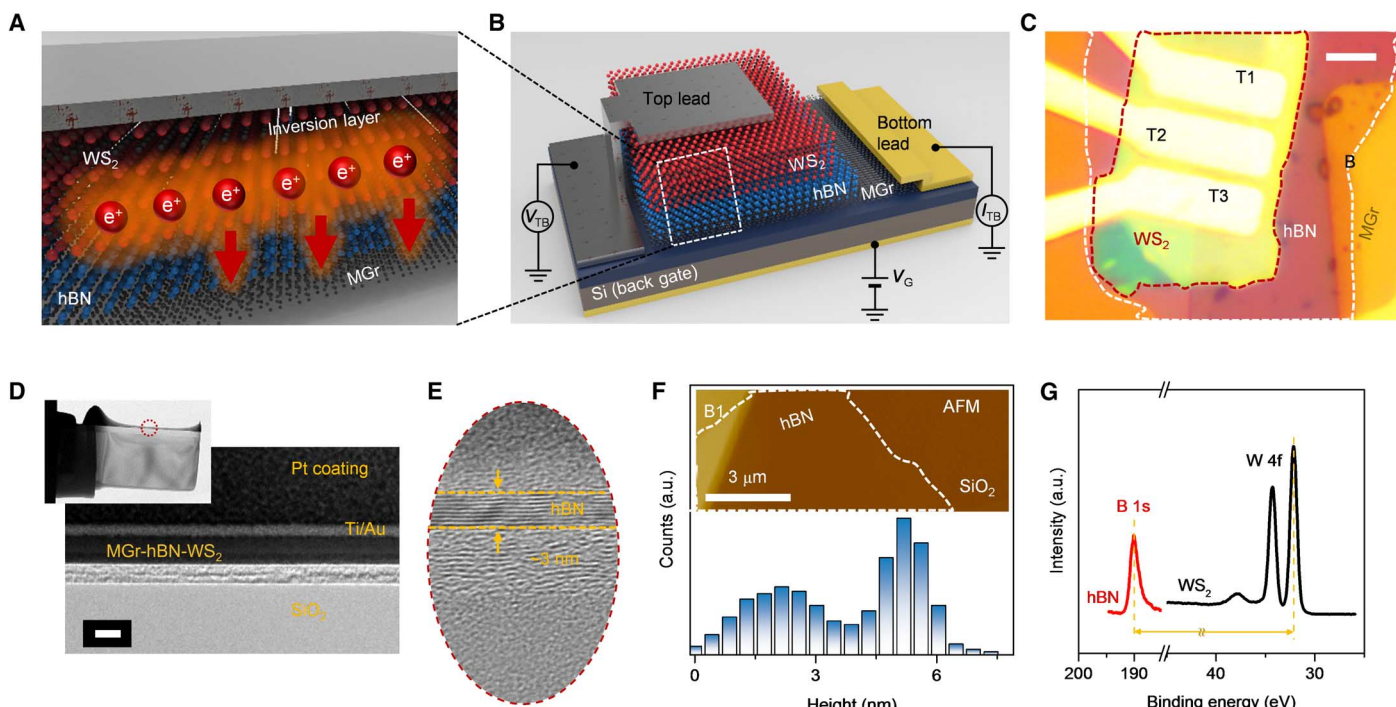 A
WS2
Inversion layer
e+ e+ e+ e+ e+ e+
hBN
MGr
B
Top lead
Bottom
lead
WS2
hBN
MGr
VTB
ITB
Si (back gate)
VG
C
T1
T2
T3
B
WS2
hBN
MGr
D
Pt coating
Ti/Au
MGr-hBN-WS2
SiO2
E
hBN
~3 nm
F
B1
hBN
AFM
3 μm
SiO2
Counts (a.u.)
0 3 6
Height (nm)
G
Intensity (a.u.)
B 1s
W 4f
hBN
WS2
200 190 40 30
Binding energy (eV)